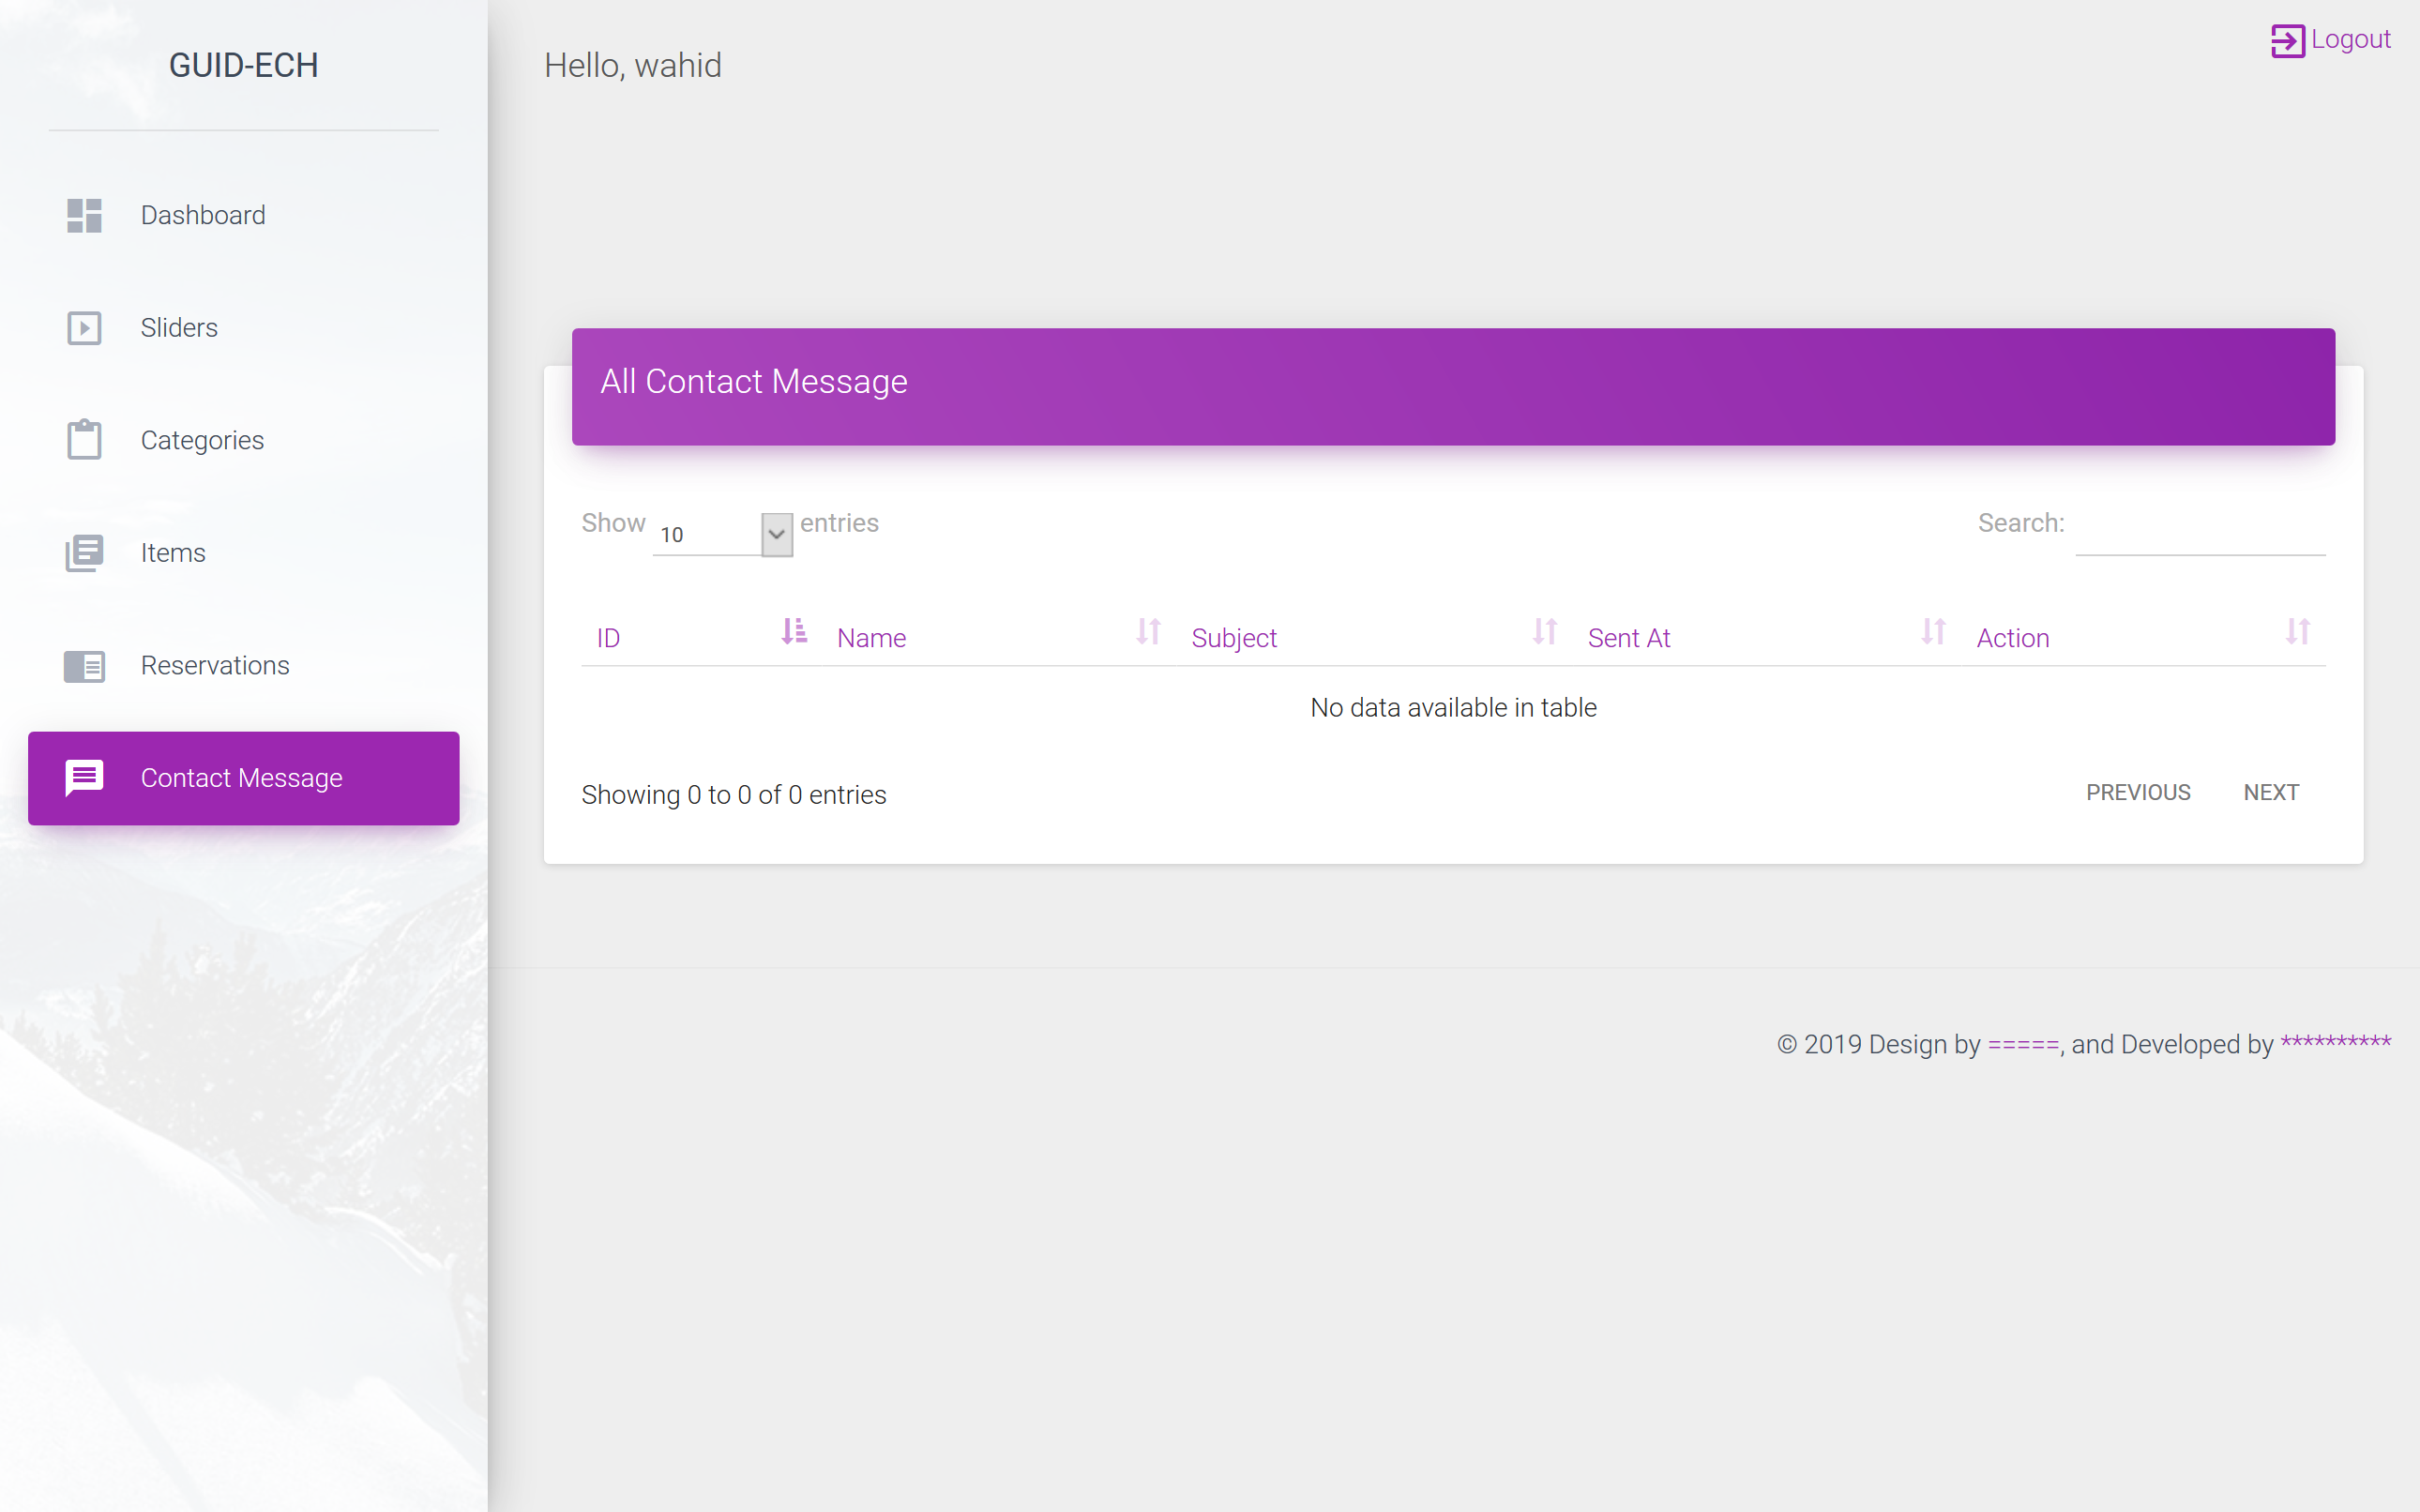 GUID-ECH
Dashboard
Sliders
Categories
Items
Reservations
Contact Message
Hello, wahid
Logout
All Contact Message
Show 10 entries
Search:
ID Name Subject Sent At Action
No data available in table
Showing 0 to 0 of 0 entries
PREVIOUS NEXT
© 2019 Design by =====, and Developed by **********